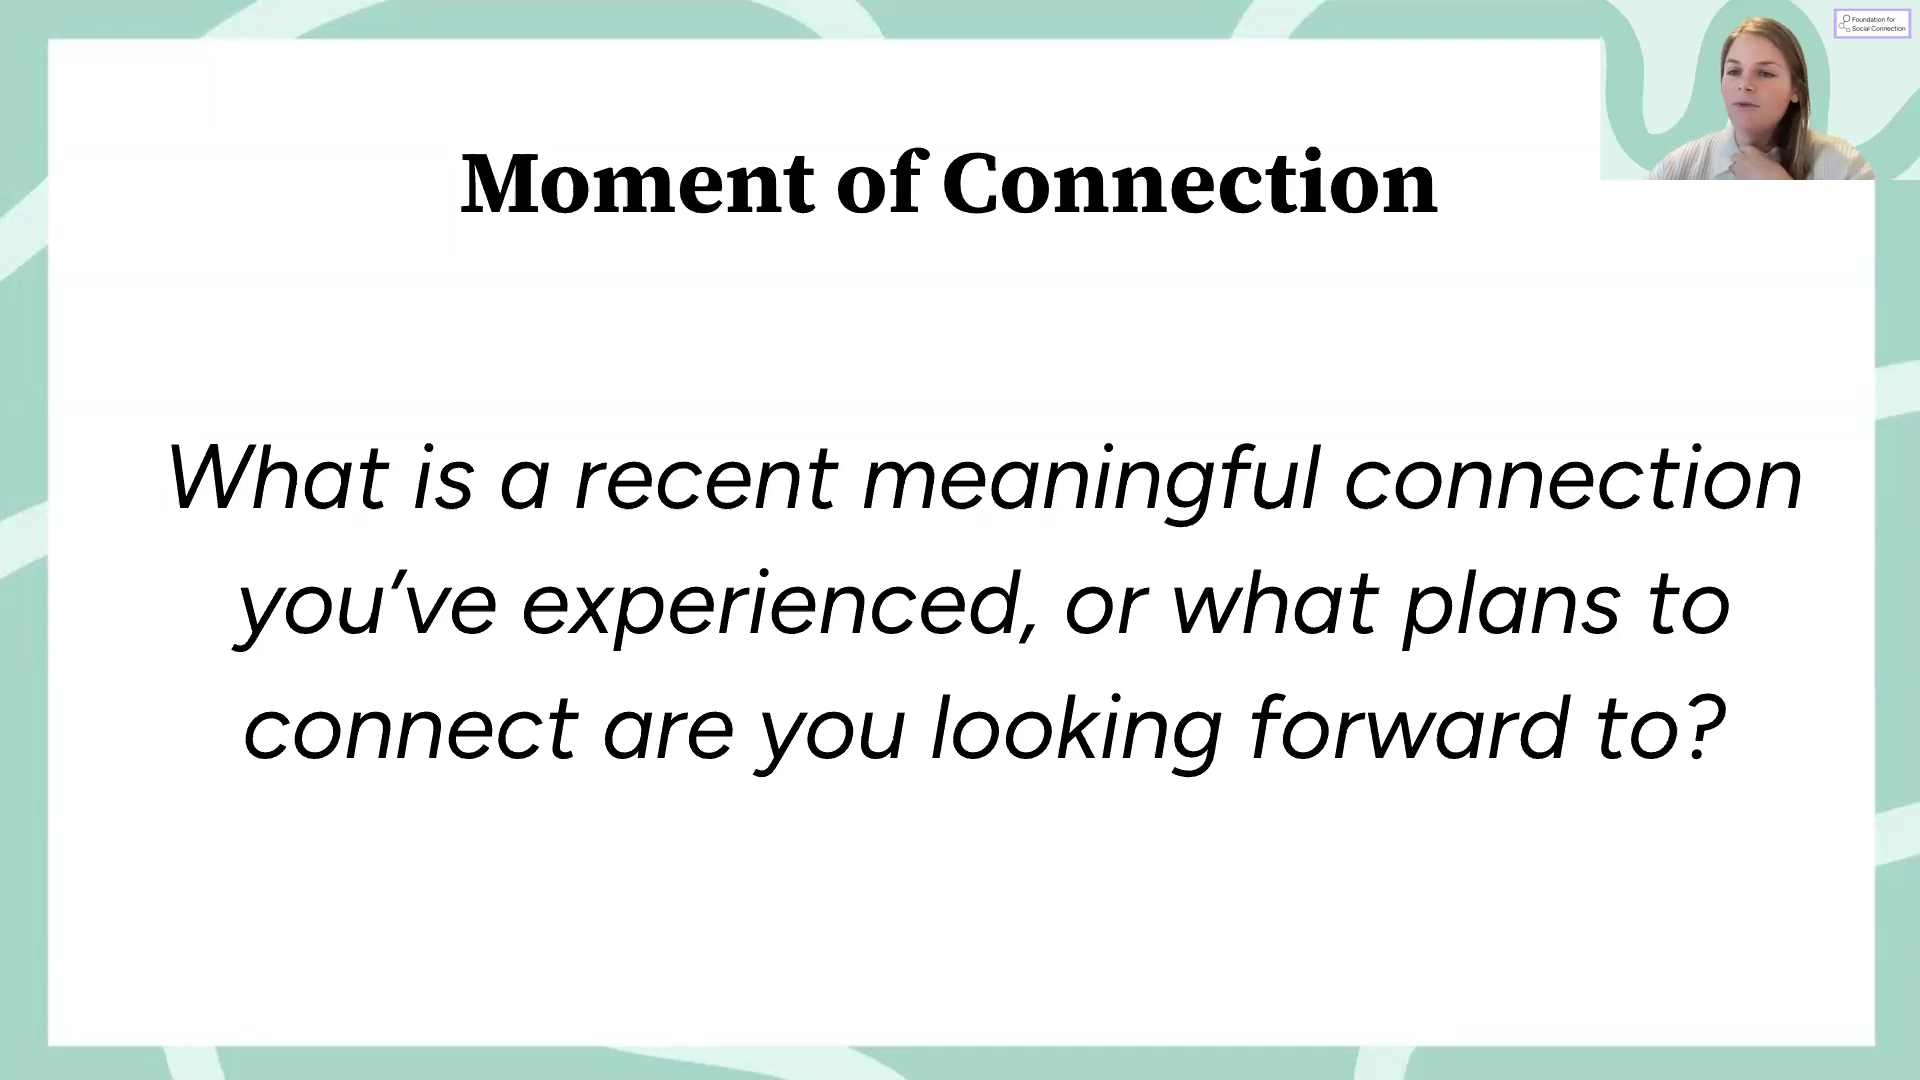 Foundation for
Social Connection
Moment of Connection
What is a recent meaningful connection
you’ve experienced, or what plans to
connect are you looking forward to?